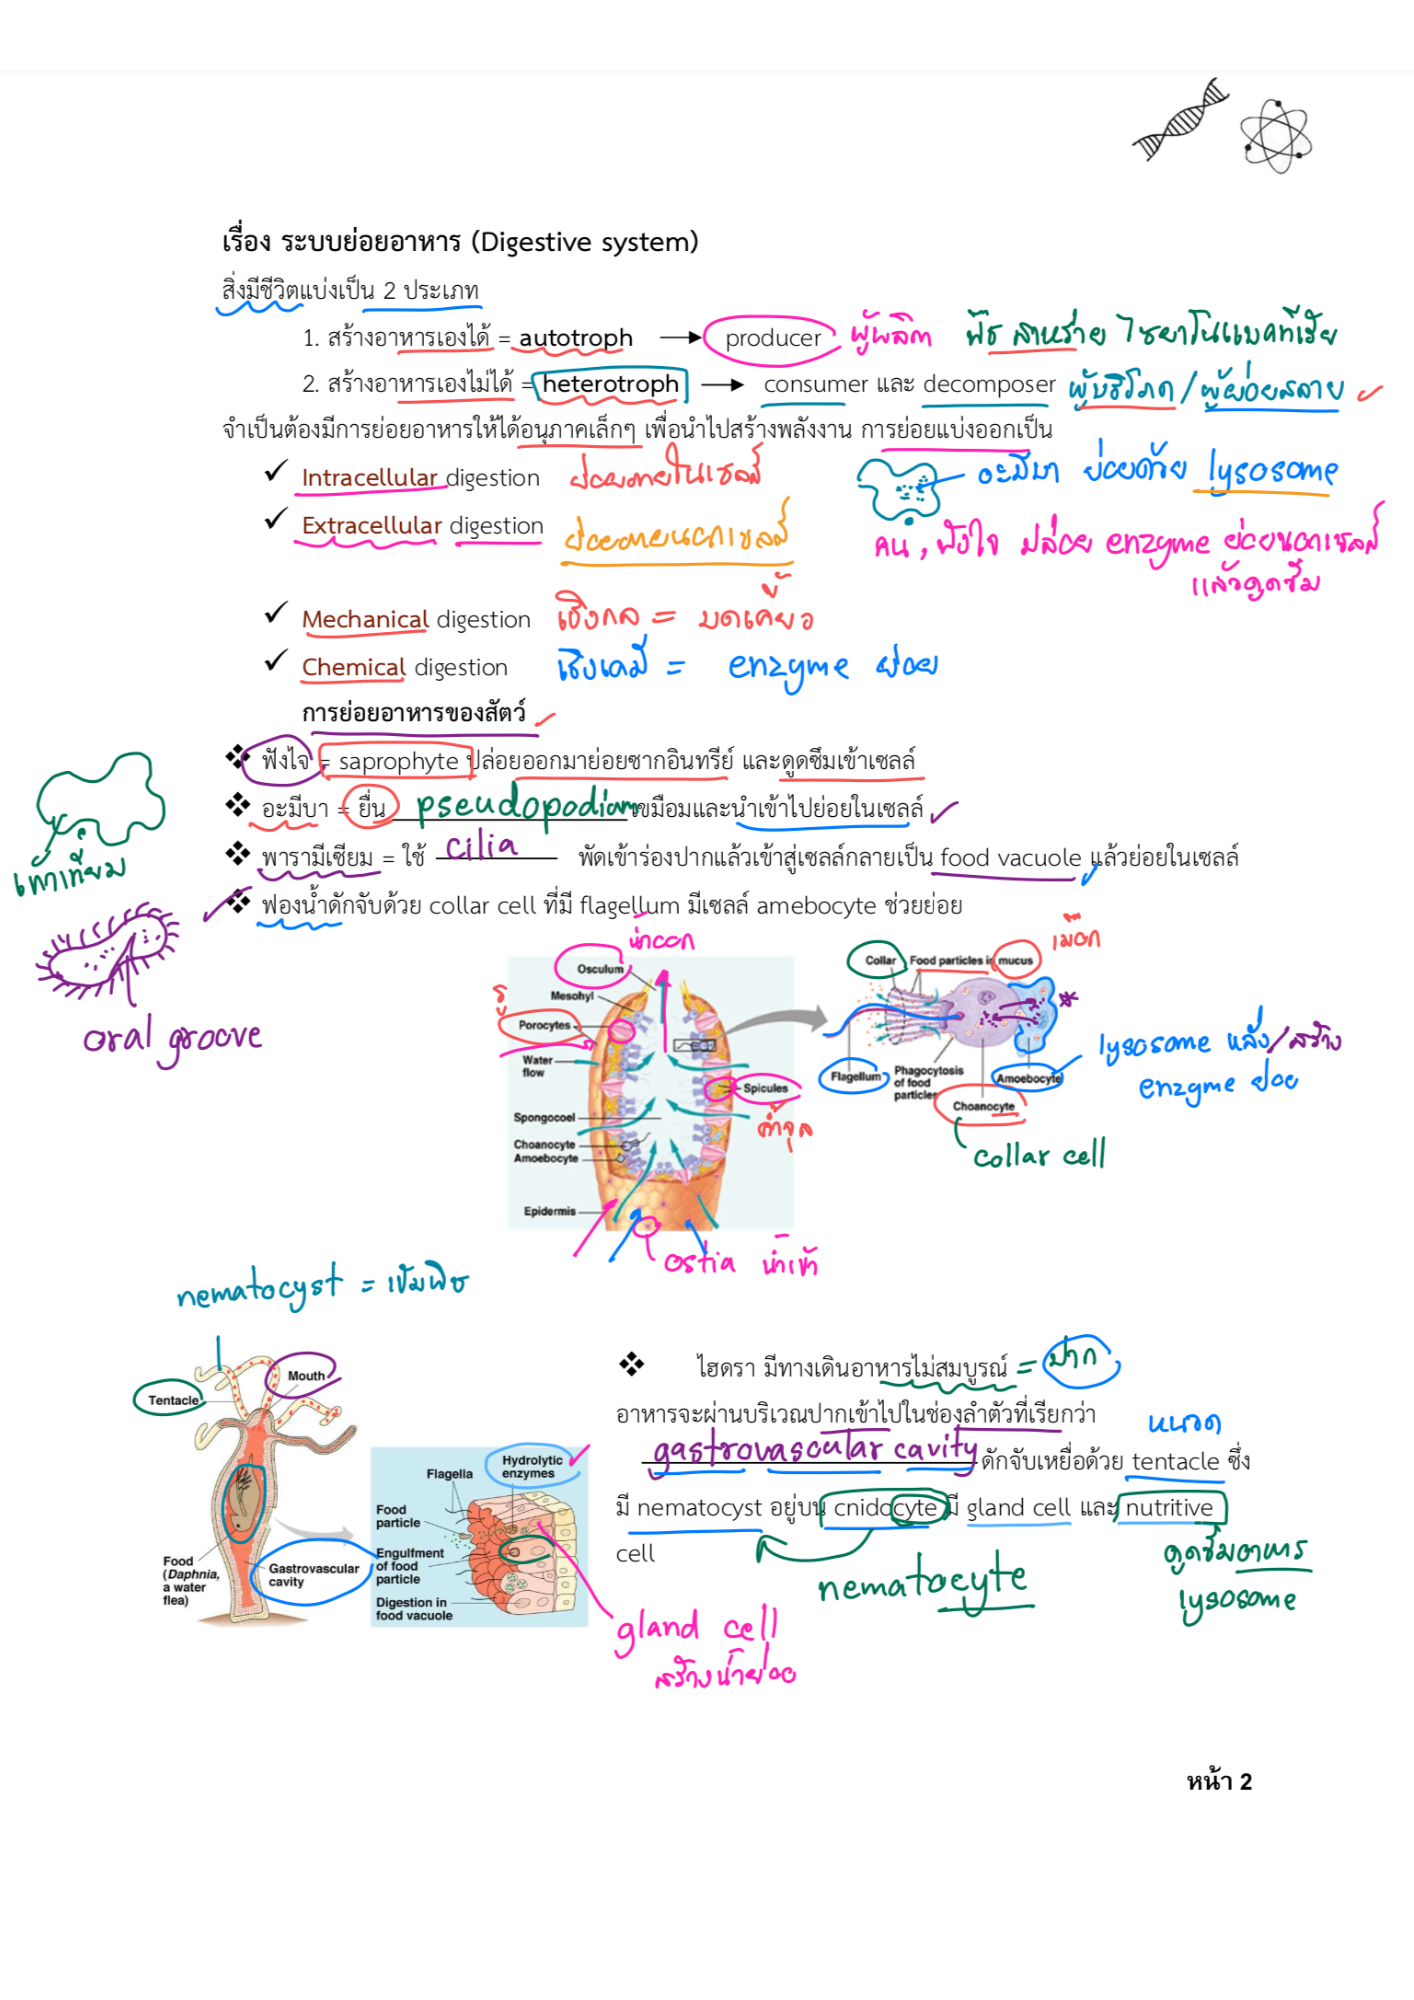 เรื่อง ระบบย่อยอาหาร (Digestive system)
สิ่งมีชีวิตแบ่งเป็น 2 ประเภท
1. สร้างอาหารเองได้ = autotroph → producer ผู้ผลิต พืช สาหร่าย ไซยาโนแบคทีเรีย
2. สร้างอาหารเองไม่ได้ = heterotroph → consumer และ decomposer ผู้บริโภค / ผู้ย่อยสลาย
จำเป็นต้องมีการย่อยอาหารให้ได้อนุภาคเล็กๆ เพื่อนำไปสร้างพลังงาน การย่อยแบ่งออกเป็น
✓ Intracellular digestion ย่อยภายในเซลล์ อะมีบา ย่อยด้วย lysosome
✓ Extracellular digestion ย่อยภายนอกเซลล์ คน, ฟังใจ ปล่อย enzyme ย่อยนอกเซลล์
แล้วดูดซึม
✓ Mechanical digestion เชิงกล = บดเคี้ยว
✓ Chemical digestion เชิงเคมี = enzyme ย่อย
การย่อยอาหารของสัตว์
❖ ฟังไจ = saprophyte ปล่อยออกมาย่อยซากอินทรีย์ และดูดซึมเข้าเซลล์
❖ อะมีบา = ยื่น pseudopodium เขมือมและนำเข้าไปย่อยในเซลล์
เท้าเทียม
❖ พารามีเซียม = ใช้ cilia พัดเข้าร่องปากแล้วเข้าสู่เซลล์กลายเป็น food vacuole แล้วย่อยในเซลล์
❖ ฟองน้ำดักจับด้วย collar cell ที่มี flagellum มีเซลล์ amebocyte ช่วยย่อย
oral groove
น้ำออก
Osculum
Mesohyl
รู
Porocytes
Water
flow
Spicules
ค้ำจุน
Spongocoel
Choanocyte
Amoebocyte
Epidermis
ostia น้ำเข้า
เมือก
Collar
Food particles in mucus
Flagellum
Phagocytosis
of food
particles
Amoebocyte
Choanocyte
collar cell
lysosome หลั่ง/สร้าง
enzyme ย่อย
nematocyst = เข็มพิษ
Mouth
Tentacle
Food
(Daphnia,
a water
flea)
Gastrovascular
cavity
Flagella
Hydrolytic
enzymes
Food
particle
Engulfment
of food
particle
Digestion in
food vacuole
gland cell
สร้างน้ำย่อย
❖ ไฮดรา มีทางเดินอาหารไม่สมบูรณ์ = ปาก
อาหารจะผ่านบริเวณปากเข้าไปในช่องลำตัวที่เรียกว่า
หนวด
gastrovascular cavity ดักจับเหยื่อด้วย tentacle ซึ่ง
มี nematocyst อยู่บน cnidocyte มี gland cell และ nutritive
cell
nematocyte
ดูดซึมอาหาร
lysosome
หน้า 2